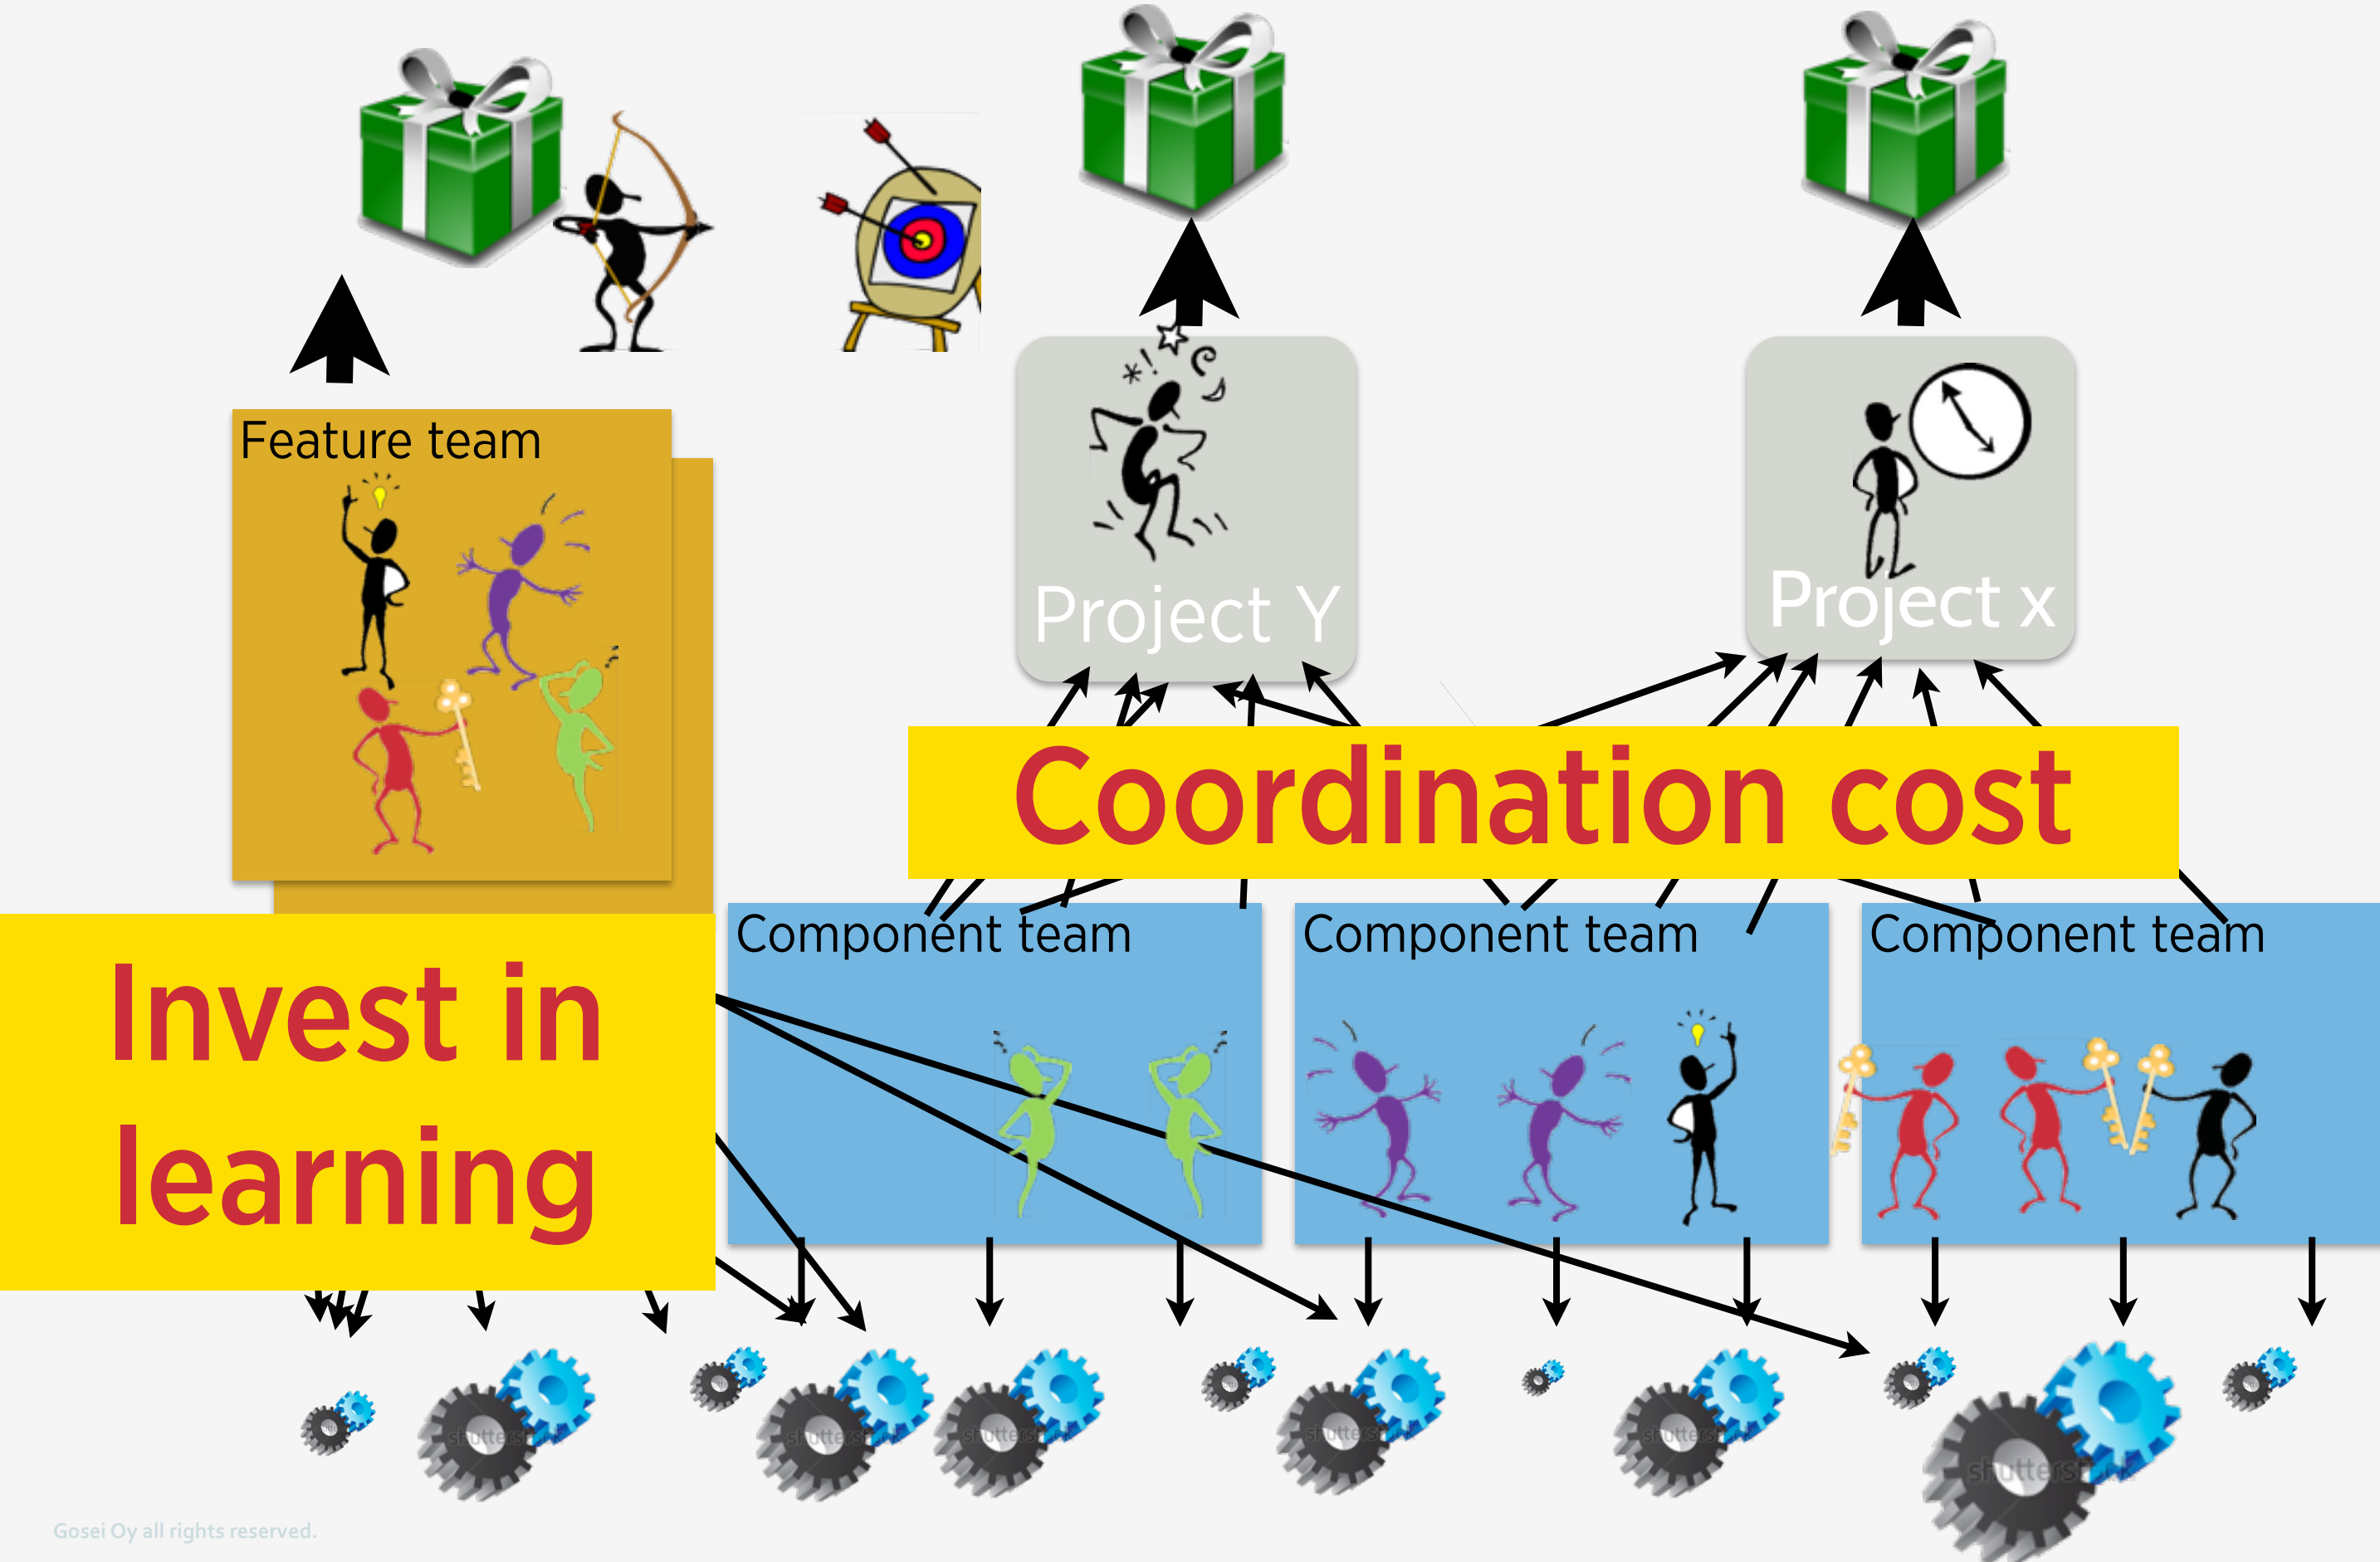 Feature team
Project Y
Project x
Coordination cost
Component team
Component team
Component team
Invest in
learning
Gosei Oy all rights reserved.